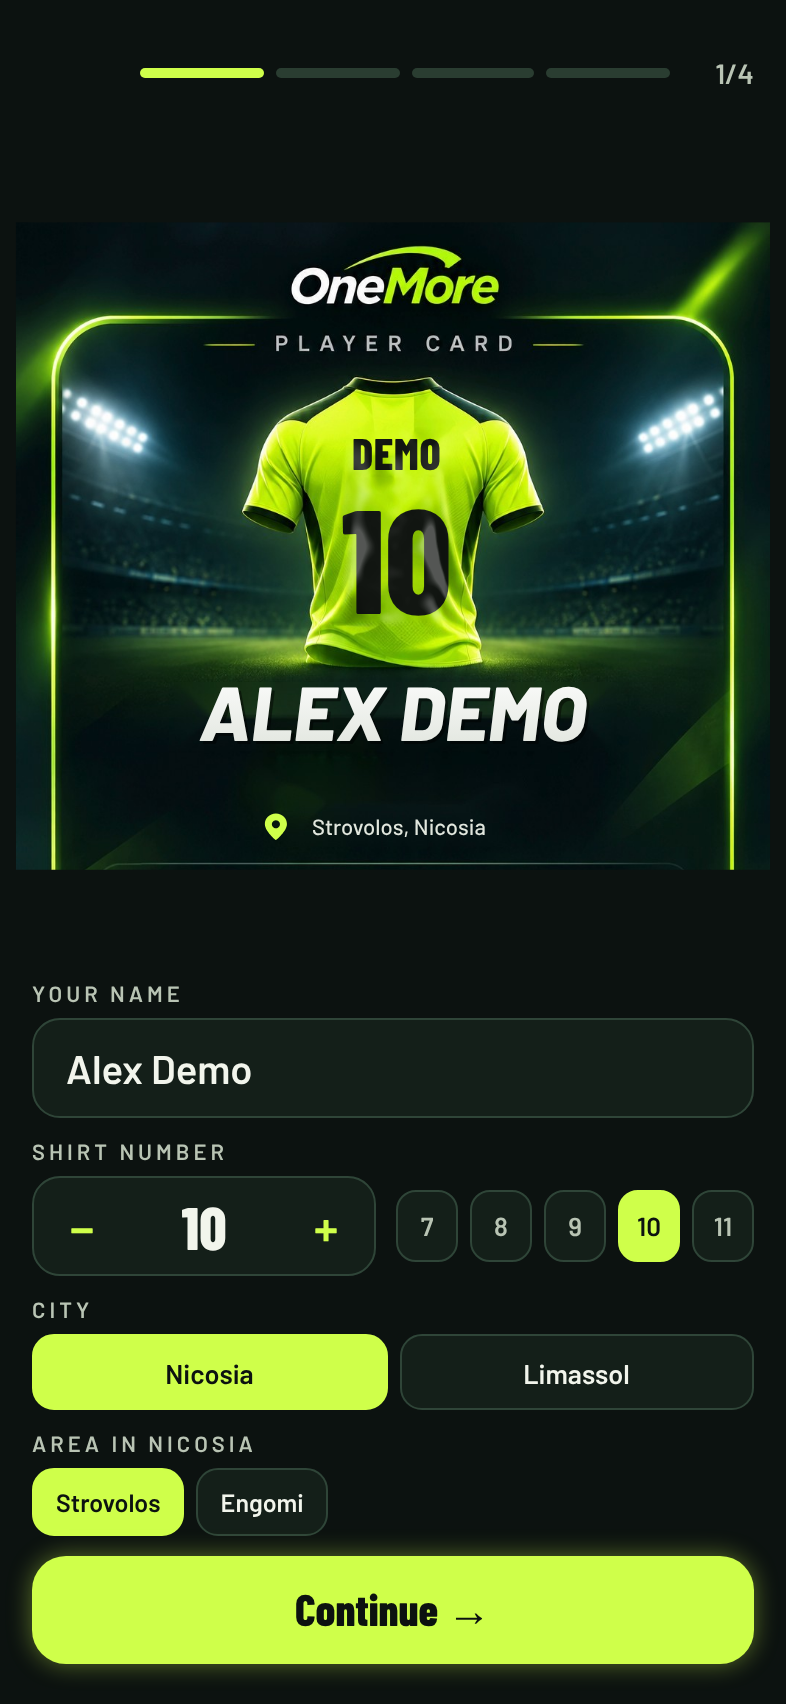 1/4
OneMore
PLAYER CARD
DEMO
10
ALEX DEMO
Strovolos, Nicosia
YOUR NAME
Alex Demo
SHIRT NUMBER
− 10 + 7 8 9 10 11
CITY
Nicosia Limassol
AREA IN NICOSIA
Strovolos Engomi
Continue →